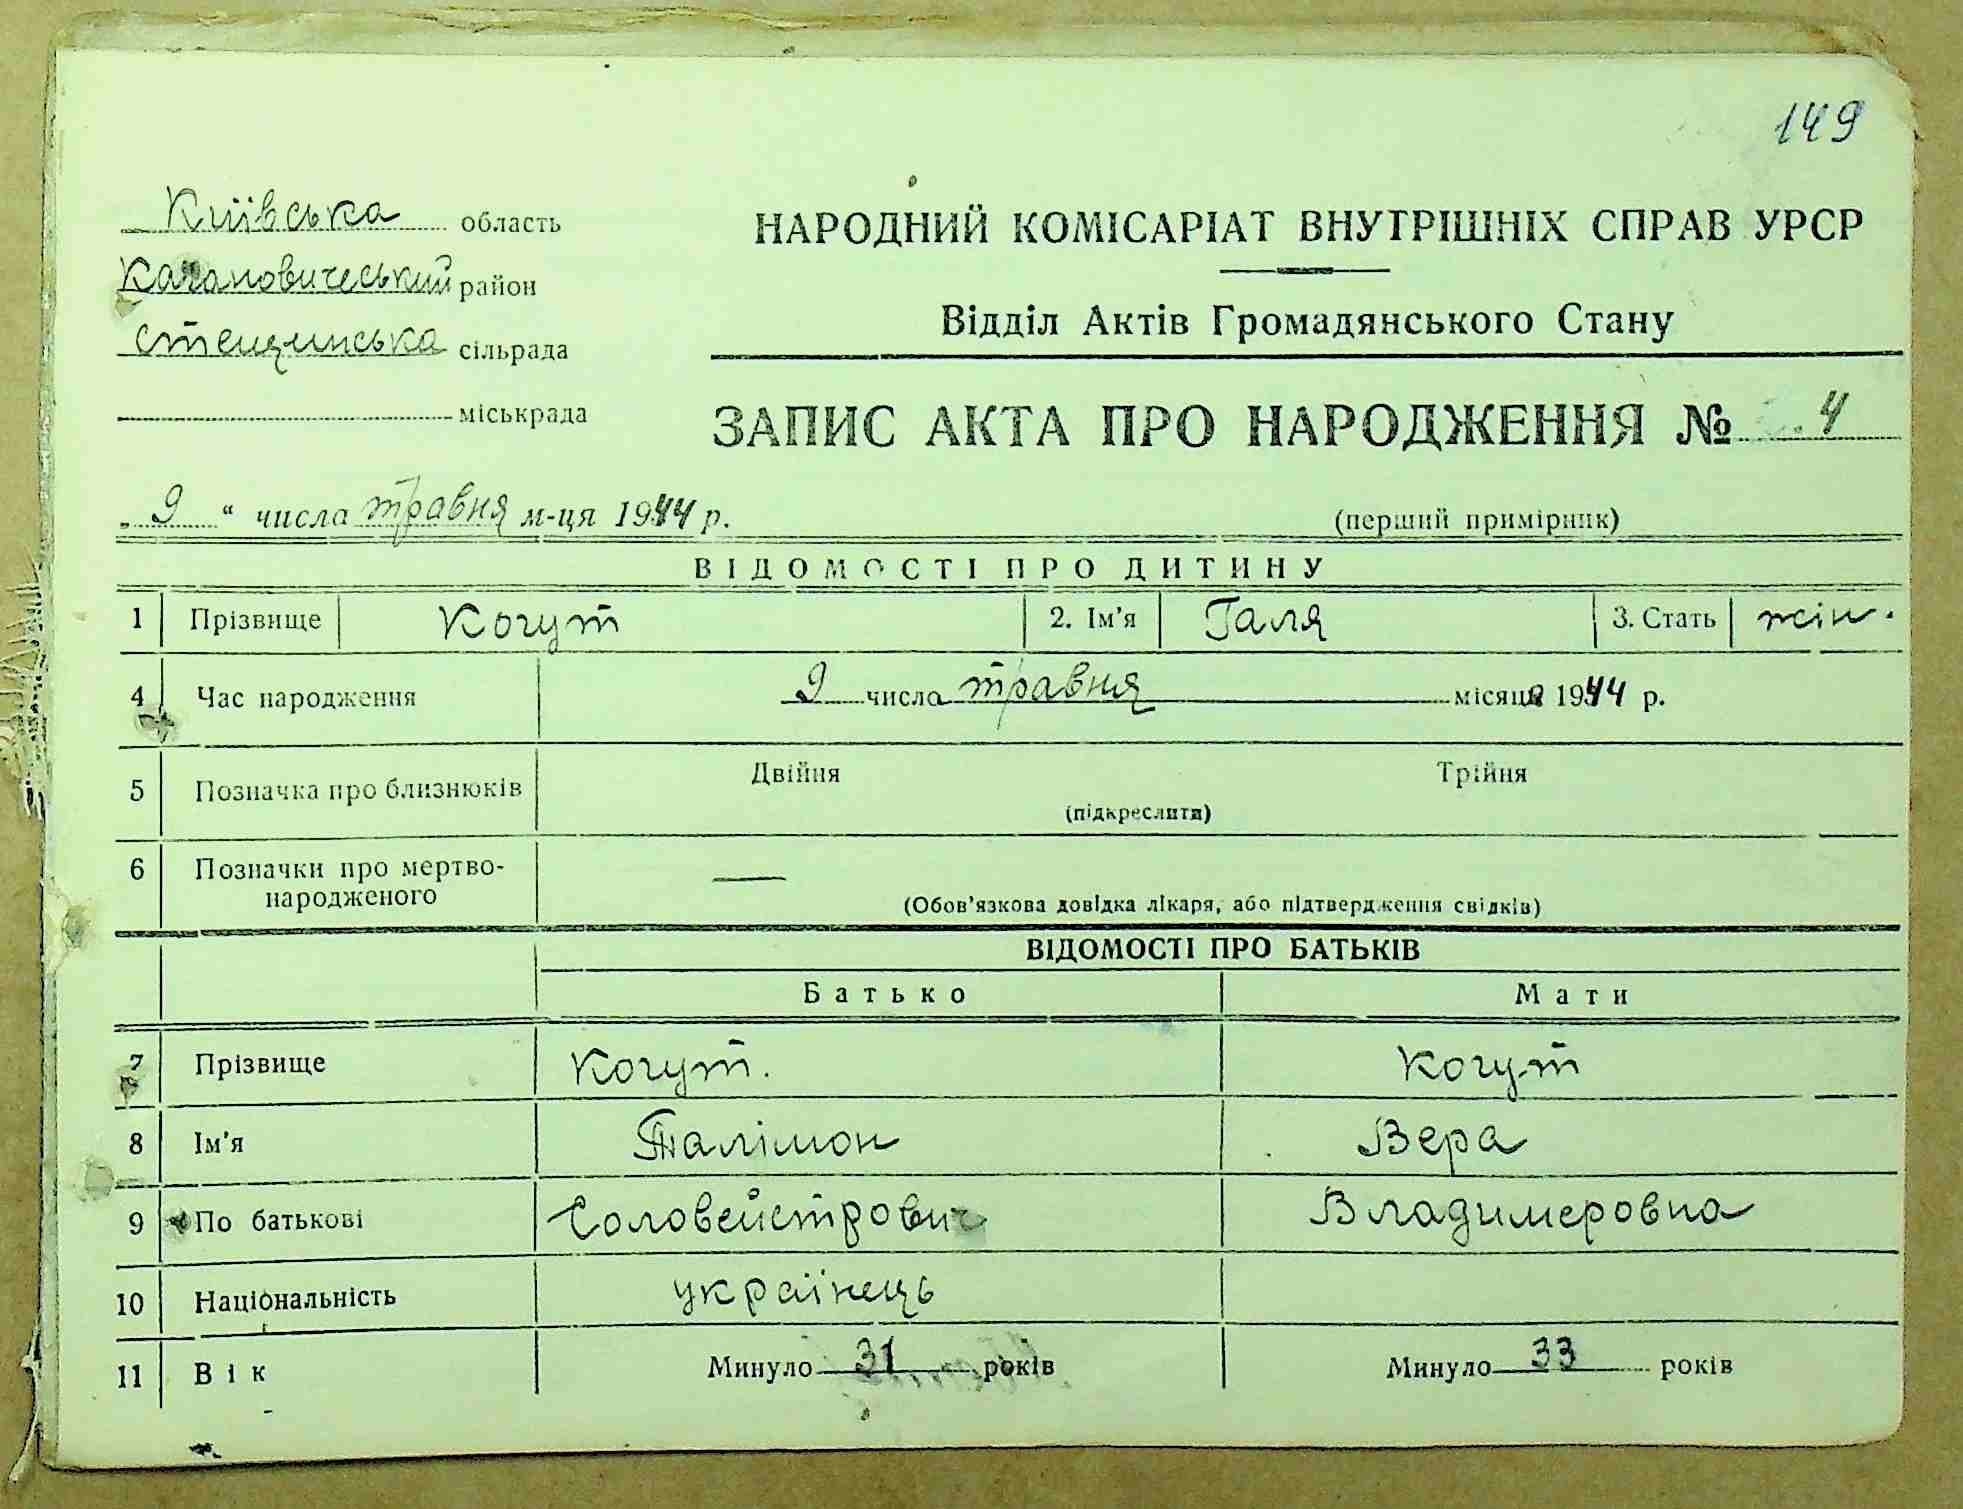 149
Київська область
Кагановичеський район
Стещинська сільрада
міськрада
НАРОДНИЙ КОМІСАРІАТ ВНУТРІШНІХ СПРАВ УРСР
Відділ Актів Громадянського Стану
ЗАПИС АКТА ПРО НАРОДЖЕННЯ № 4
„ 9 “ числа травня м-ця 1944 р.
(перший примірник)
ВІДОМОСТІ ПРО ДИТИНУ
1 Прізвище Когут 2. Ім'я Галя 3. Стать жін.
4 Час народження 9 числа травня місяця 1944 р.
5 Позначка про близнюків Двійня Трійня
(підкреслити)
6 Позначки про мертво-
народженого —
(Обов'язкова довідка лікаря, або підтвердження свідків)
ВІДОМОСТІ ПРО БАТЬКІВ
Батько Мати
7 Прізвище Когут. Когут
8 Ім'я Палімон Вера
9 По батькові Соловейстрович Владимеровна
10 Національність українець
11 Вік Минуло 31 років Минуло 33 років